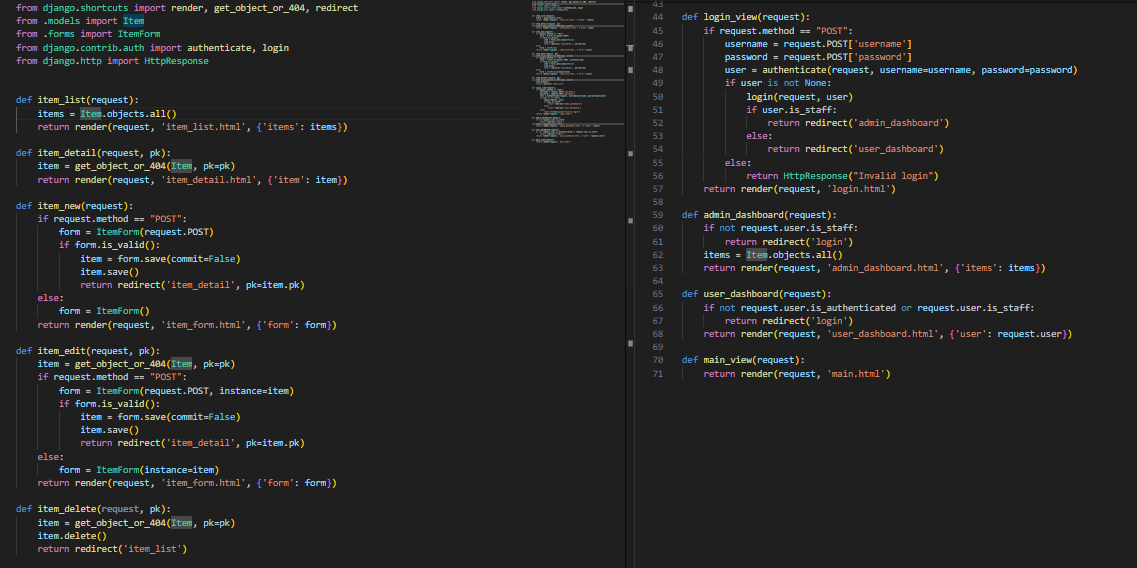 from django.shortcuts import render, get_object_or_404, redirect
from .models import Item
from .forms import ItemForm
from django.contrib.auth import authenticate, login
from django.http import HttpResponse
def item_list(request):
    items = Item.objects.all()
    return render(request, 'item_list.html', {'items': items})
def item_detail(request, pk):
    item = get_object_or_404(Item, pk=pk)
    return render(request, 'item_detail.html', {'item': item})
def item_new(request):
    if request.method == "POST":
        form = ItemForm(request.POST)
        if form.is_valid():
            item = form.save(commit=False)
            item.save()
            return redirect('item_detail', pk=item.pk)
    else:
        form = ItemForm()
    return render(request, 'item_form.html', {'form': form})
def item_edit(request, pk):
    item = get_object_or_404(Item, pk=pk)
    if request.method == "POST":
        form = ItemForm(request.POST, instance=item)
        if form.is_valid():
            item = form.save(commit=False)
            item.save()
            return redirect('item_detail', pk=item.pk)
    else:
        form = ItemForm(instance=item)
    return render(request, 'item_form.html', {'form': form})
def item_delete(request, pk):
    item = get_object_or_404(Item, pk=pk)
    item.delete()
    return redirect('item_list')
43
44 def login_view(request):
45     if request.method == "POST":
46         username = request.POST['username']
47         password = request.POST['password']
48         user = authenticate(request, username=username, password=password)
49         if user is not None:
50             login(request, user)
51             if user.is_staff:
52                 return redirect('admin_dashboard')
53             else:
54                 return redirect('user_dashboard')
55         else:
56             return HttpResponse("Invalid login")
57     return render(request, 'login.html')
58
59 def admin_dashboard(request):
60     if not request.user.is_staff:
61         return redirect('login')
62     items = Item.objects.all()
63     return render(request, 'admin_dashboard.html', {'items': items})
64
65 def user_dashboard(request):
66     if not request.user.is_authenticated or request.user.is_staff:
67         return redirect('login')
68     return render(request, 'user_dashboard.html', {'user': request.user})
69
70 def main_view(request):
71     return render(request, 'main.html')